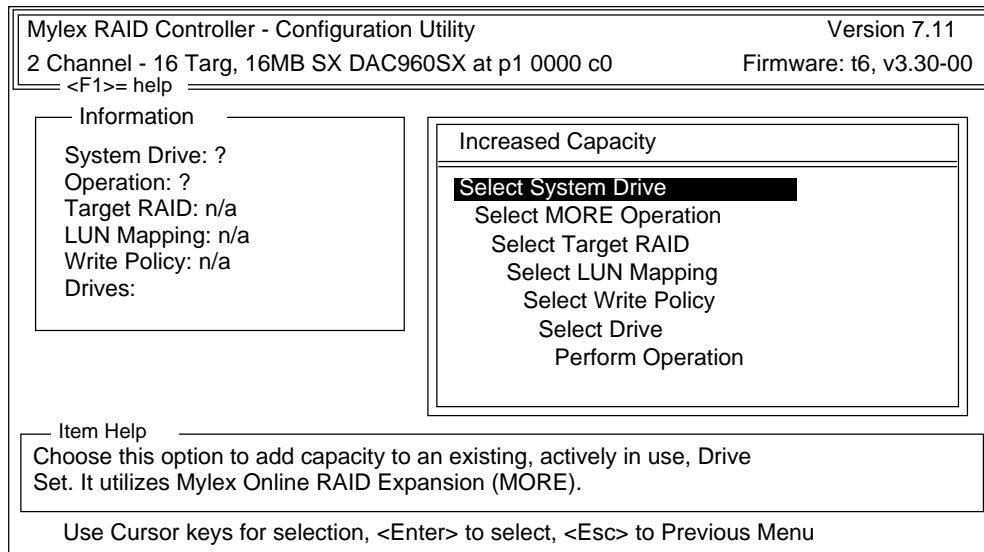 Mylex RAID Controller - Configuration Utility Version 7.11
2 Channel - 16 Targ, 16MB SX DAC960SX at p1 0000 c0 Firmware: t6, v3.30-00
<F1>= help
Information
System Drive: ?
Operation: ?
Target RAID: n/a
LUN Mapping: n/a
Write Policy: n/a
Drives:
Increased Capacity
Select System Drive
Select MORE Operation
Select Target RAID
Select LUN Mapping
Select Write Policy
Select Drive
Perform Operation
Item Help
Choose this option to add capacity to an existing, actively in use, Drive
Set. It utilizes Mylex Online RAID Expansion (MORE).
Use Cursor keys for selection, <Enter> to select, <Esc> to Previous Menu